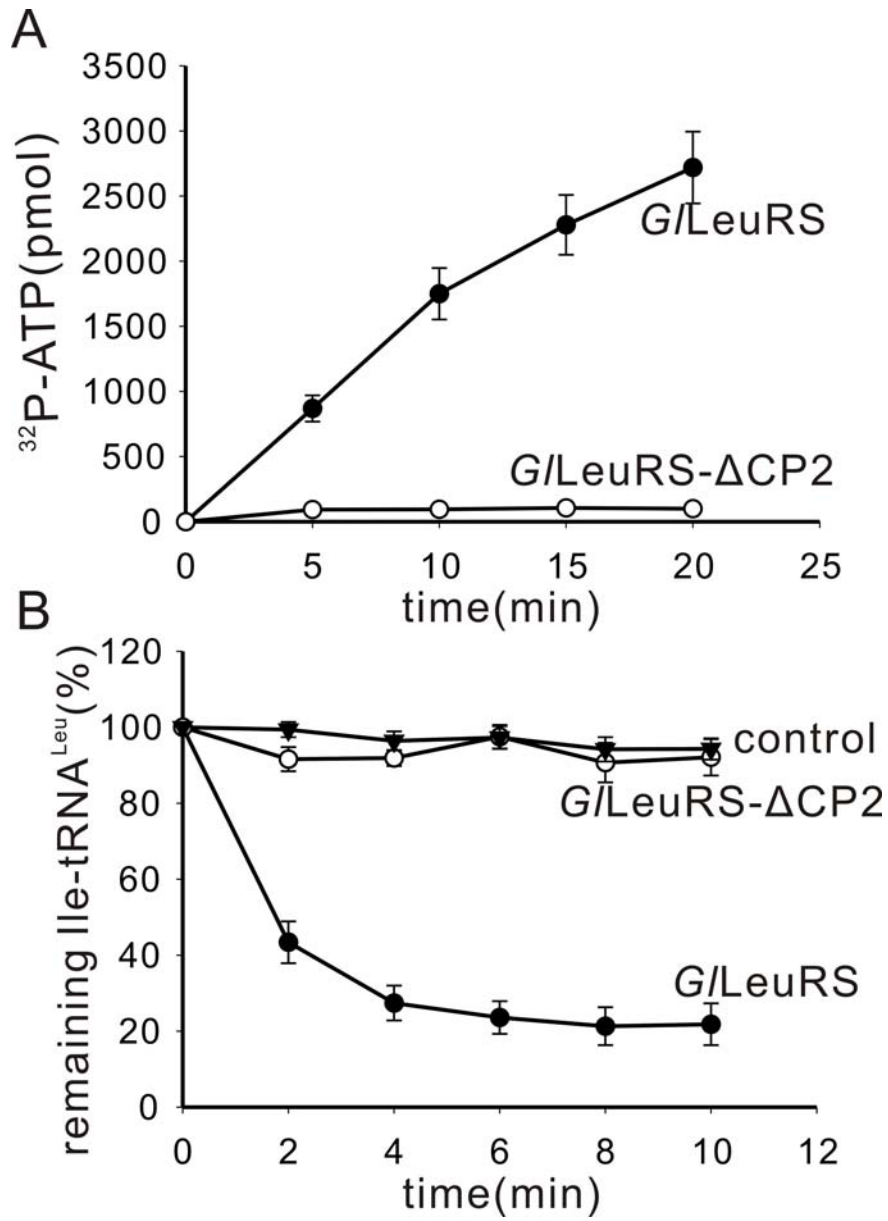 A
3500
3000
2500
2000
1500
1000
500
0
³²P-ATP(pmol)
GlLeuRS
GlLeuRS-ΔCP2
0 5 10 15 20 25
time(min)
B
120
100
80
60
40
20
0
remaining Ile-tRNA^Leu(%)
control
GlLeuRS-ΔCP2
GlLeuRS
0 2 4 6 8 10 12
time(min)